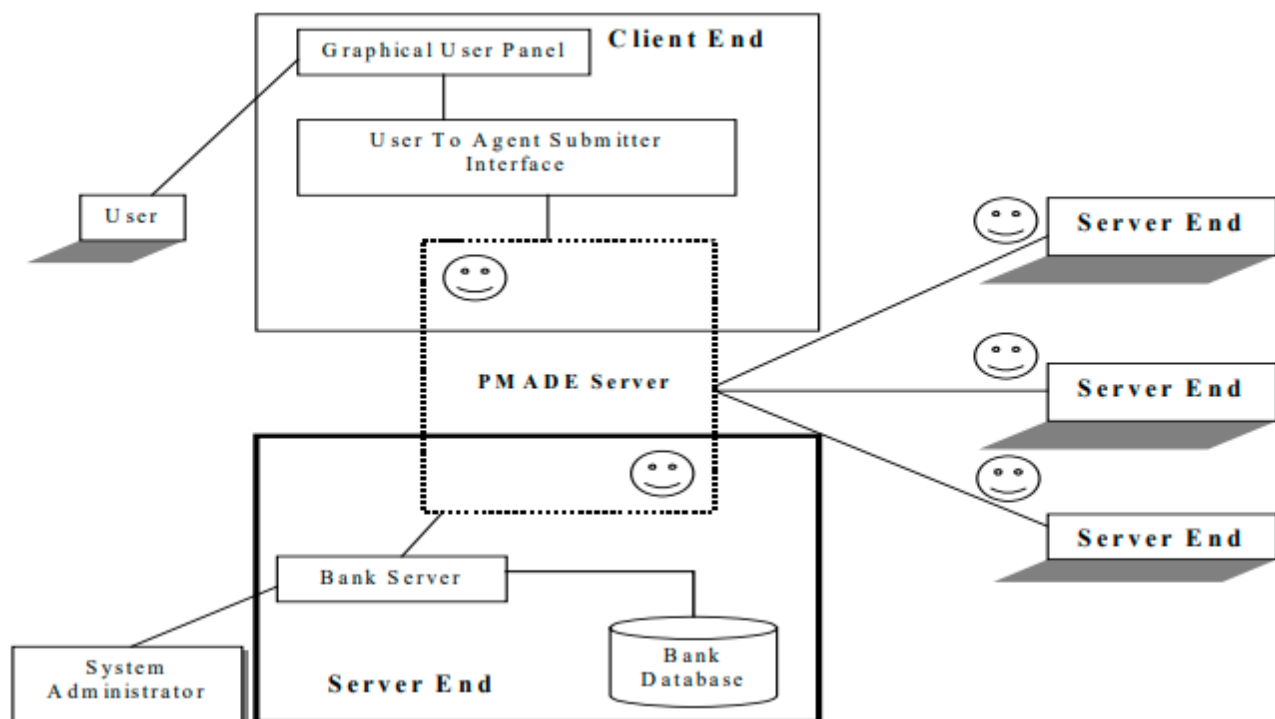 Client End
Graphical User Panel
User To Agent Submitter
Interface
User
Server End
PMADE Server
Server End
Server End
Bank Server
Bank
Database
System
Administrator
Server End